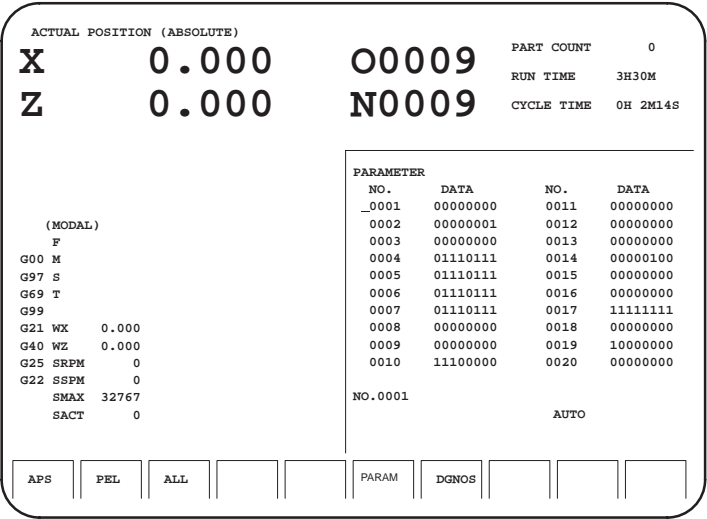 ACTUAL POSITION (ABSOLUTE)
X 0.000 O0009
Z 0.000 N0009
PART COUNT 0
RUN TIME 3H30M
CYCLE TIME 0H 2M14S
(MODAL)
F
G00 M
G97 S
G69 T
G99
G21 WX 0.000
G40 WZ 0.000
G25 SRPM 0
G22 SSPM 0
SMAX 32767
SACT 0
PARAMETER
NO. DATA NO. DATA
_0001 00000000 0011 00000000
0002 00000001 0012 00000000
0003 00000000 0013 00000000
0004 01110111 0014 00000100
0005 01110111 0015 00000000
0006 01110111 0016 00000000
0007 01110111 0017 11111111
0008 00000000 0018 00000000
0009 00000000 0019 10000000
0010 11100000 0020 00000000
NO.0001
AUTO
APS PEL ALL PARAM DGNOS